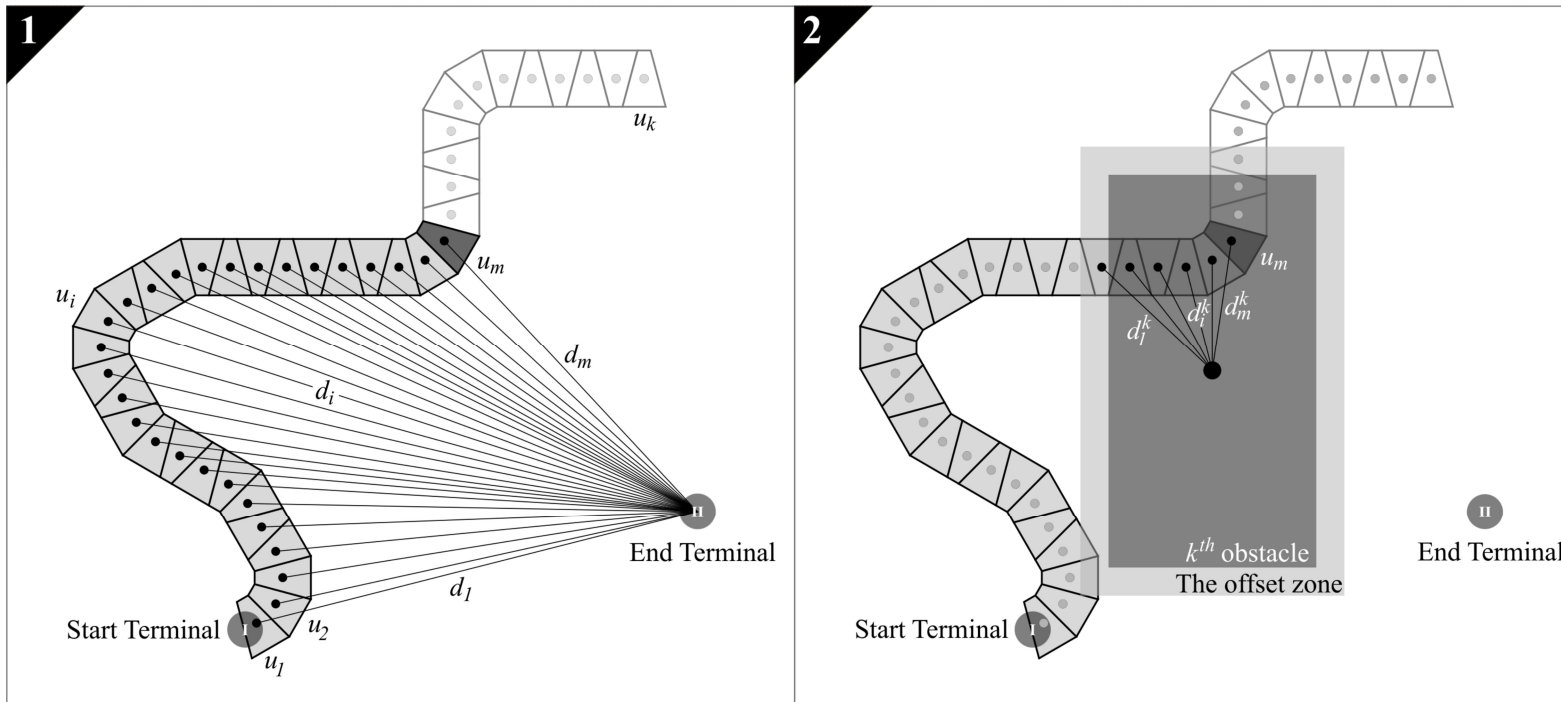 1
u_k
u_m
u_i
d_m
d_i
II
End Terminal
d_1
Start Terminal
I
u_2
u_1
2
u_m
d_1^k
d_i^k
d_m^k
II
End Terminal
k^th obstacle
The offset zone
Start Terminal
I